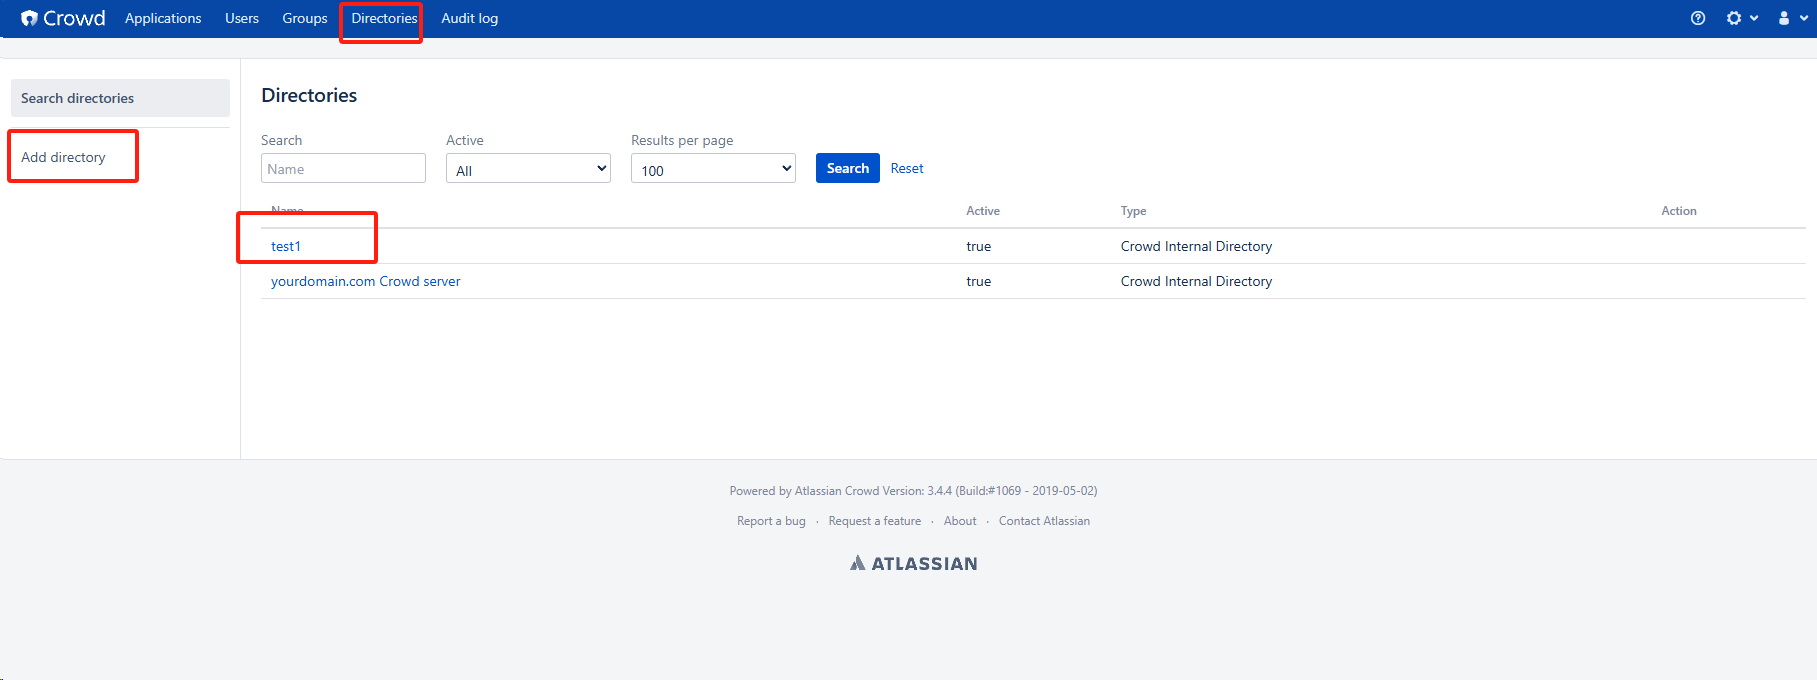 Crowd Applications Users Groups Directories Audit log
Search directories
Add directory
Directories
Search Active Results per page
Name All 100 Search Reset
Name Active Type Action
test1 true Crowd Internal Directory
yourdomain.com Crowd server true Crowd Internal Directory
Powered by Atlassian Crowd Version: 3.4.4 (Build:#1069 - 2019-05-02)
Report a bug · Request a feature · About · Contact Atlassian
ATLASSIAN